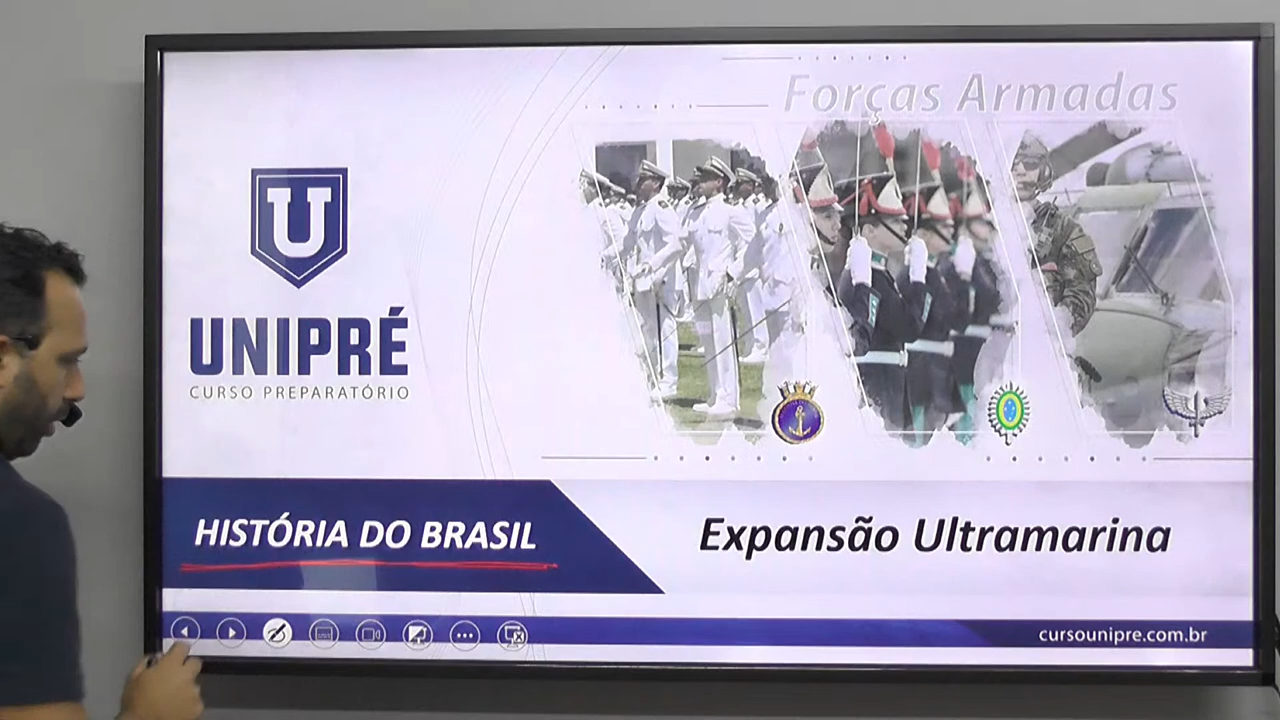 Forças Armadas
U
UNIPRÉ
CURSO PREPARATÓRIO
HISTÓRIA DO BRASIL
Expansão Ultramarina
cursounipre.com.br